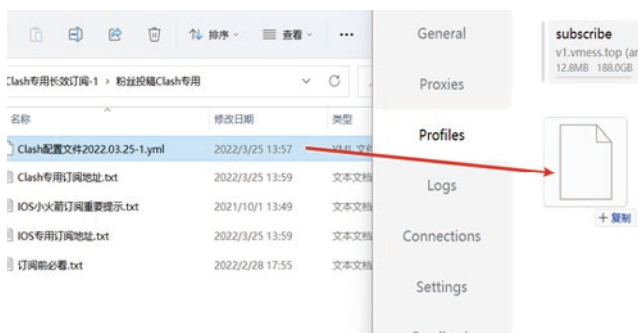 排序
查看
...
Clash专用长效订阅-1 › 粉丝投稿Clash专用
名称
修改日期
类型
Clash配置文件2022.03.25-1.yml
2022/3/25 13:57
YML 文件
Clash专用订阅地址.txt
2022/3/25 13:59
文本文档
IOS小火箭订阅重要提示.txt
2021/10/1 13:49
文本文档
IOS专用订阅地址.txt
2022/3/25 13:59
文本文档
订阅前必看.txt
2022/2/28 17:55
文本文档
General
Proxies
Profiles
Logs
Connections
Settings
subscribe
v1.vmess.top (an
12.8MB 188.0GB
+ 复制